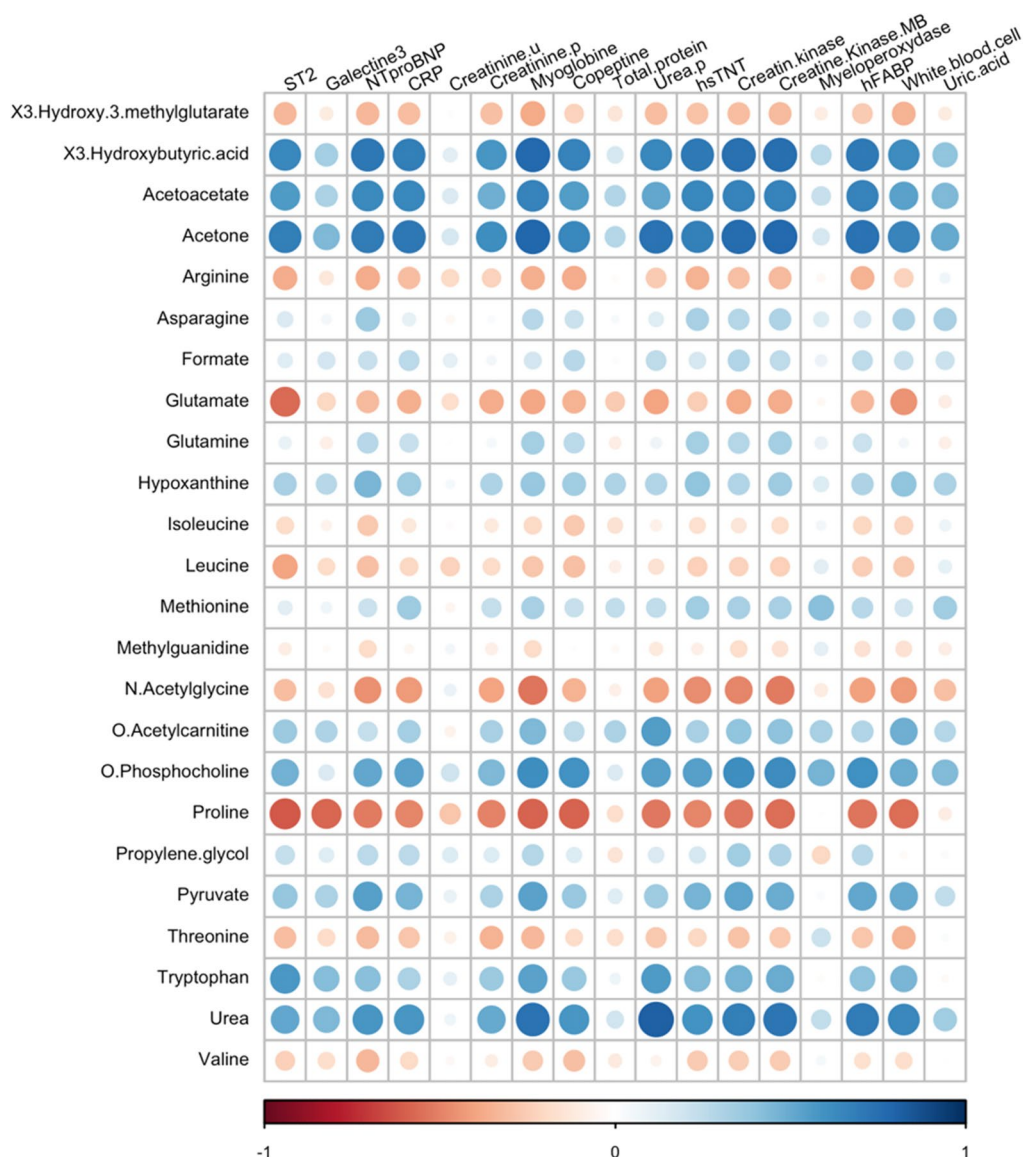 ST2
Galectine3
NTproBNP
CRP
Creatinine.u
Creatinine.p
Myoglobine
Copeptine
Total.protein
Urea.p
hsTNT
Creatin.kinase
Creatine.Kinase.MB
Myeloperoxydase
hFABP
White.blood.cell
Uric.acid
X3.Hydroxy.3.methylglutarate
X3.Hydroxybutyric.acid
Acetoacetate
Acetone
Arginine
Asparagine
Formate
Glutamate
Glutamine
Hypoxanthine
Isoleucine
Leucine
Methionine
Methylguanidine
N.Acetylglycine
O.Acetylcarnitine
O.Phosphocholine
Proline
Propylene.glycol
Pyruvate
Threonine
Tryptophan
Urea
Valine
-1 0 1